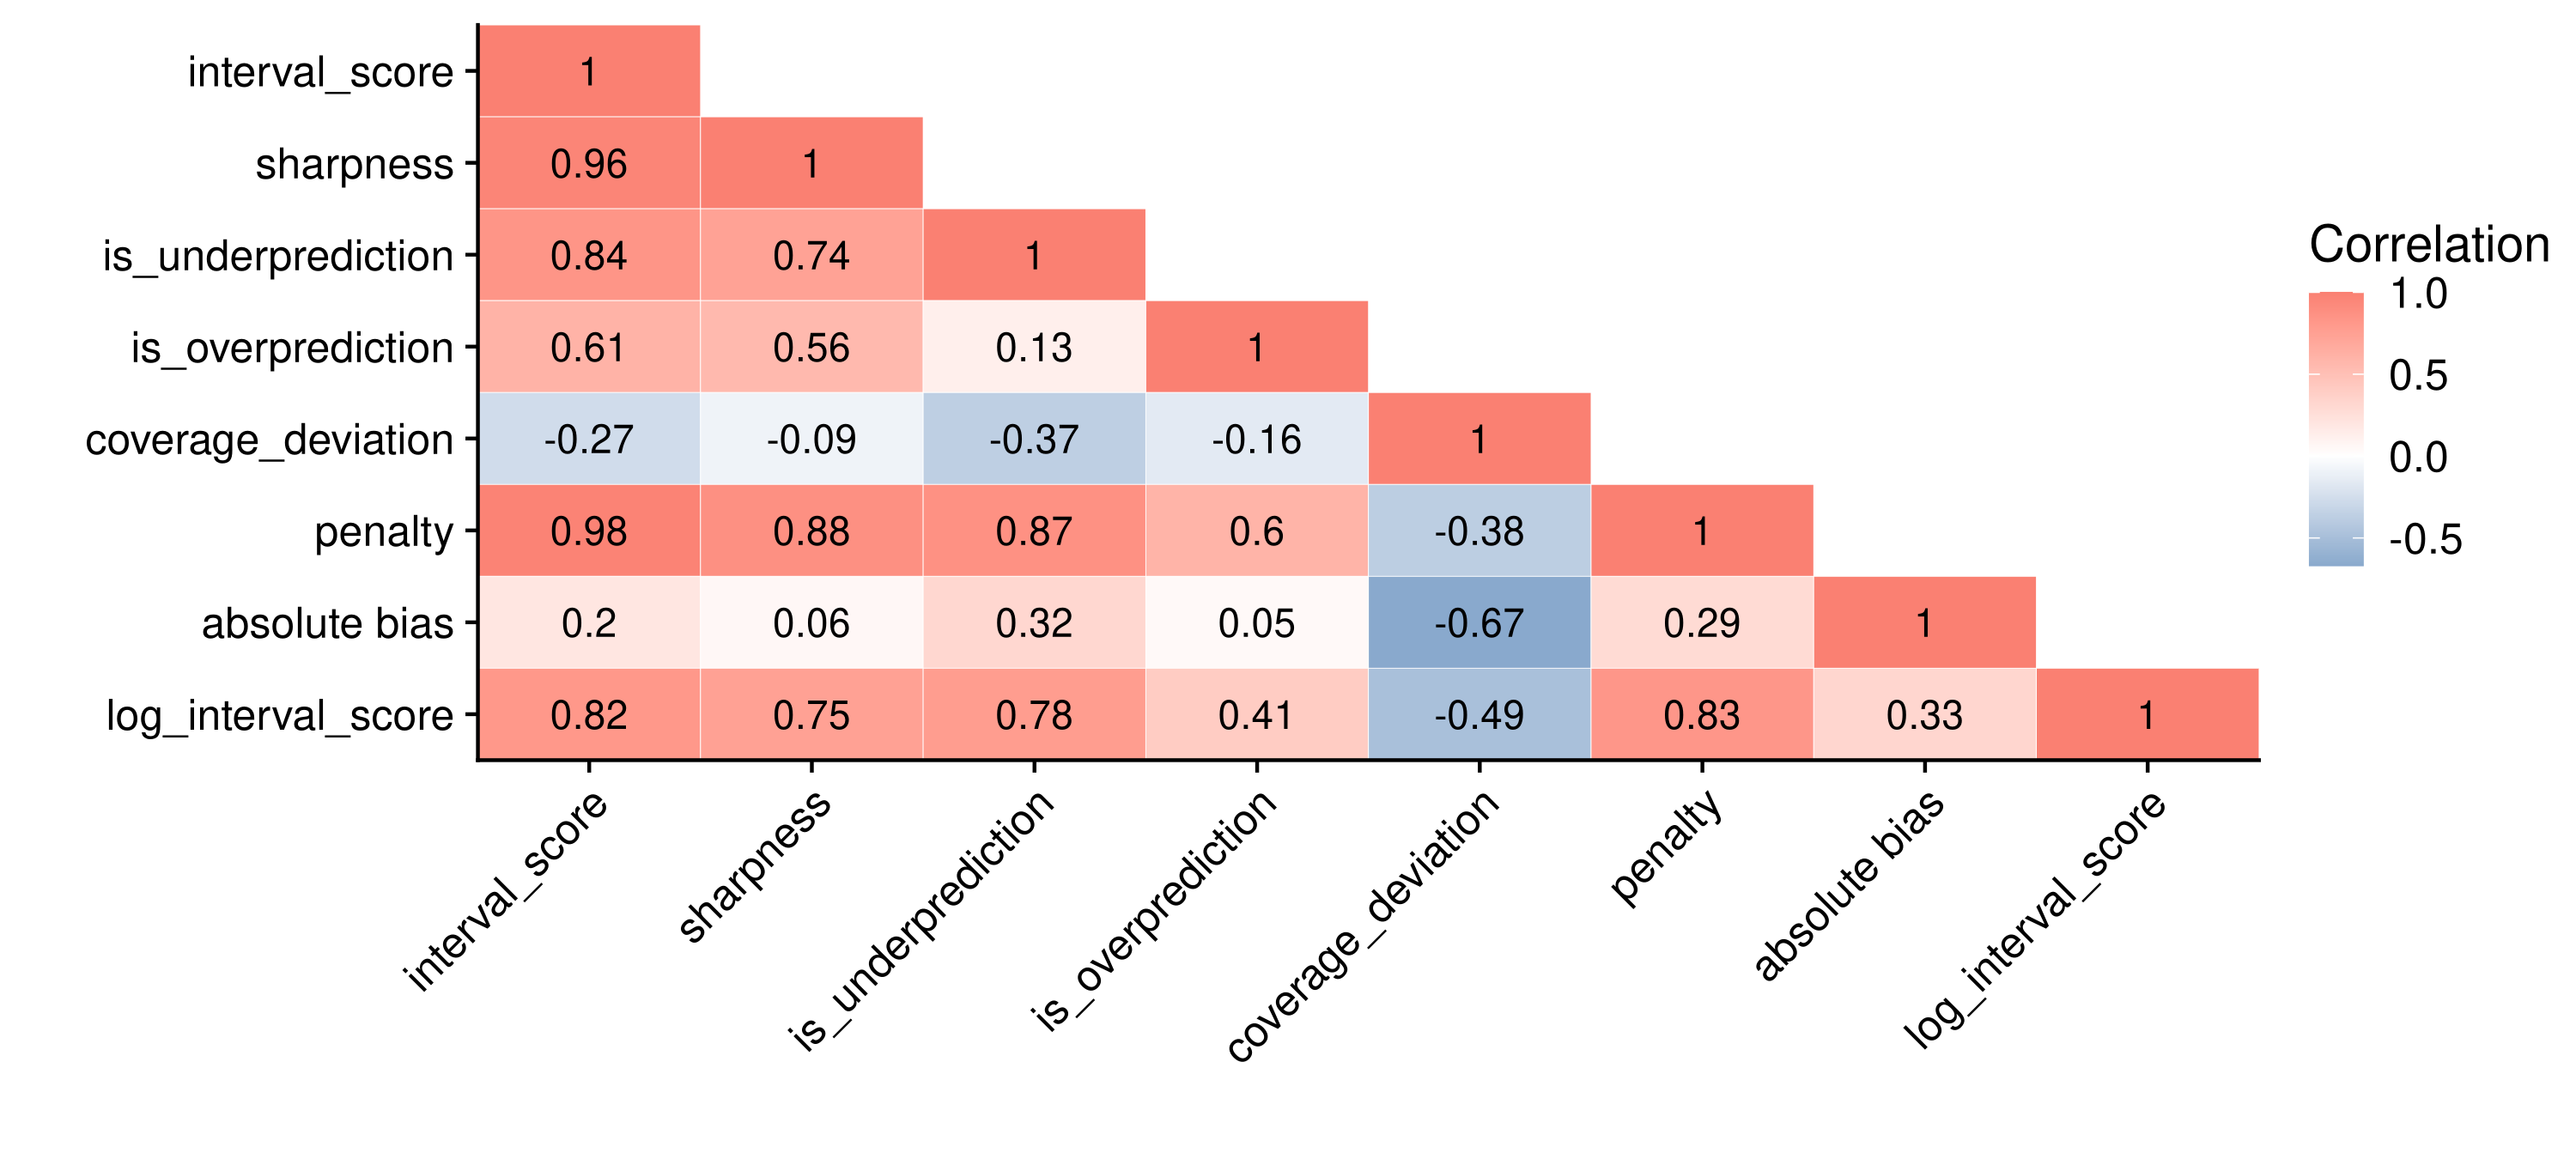 interval_score 1
sharpness 0.96 1
is_underprediction 0.84 0.74 1
is_overprediction 0.61 0.56 0.13 1
coverage_deviation -0.27 -0.09 -0.37 -0.16 1
penalty 0.98 0.88 0.87 0.6 -0.38 1
absolute bias 0.2 0.06 0.32 0.05 -0.67 0.29 1
log_interval_score 0.82 0.75 0.78 0.41 -0.49 0.83 0.33 1
interval_score
sharpness
is_underprediction
is_overprediction
coverage_deviation
penalty
absolute bias
log_interval_score
Correlation
1.0
0.5
0.0
-0.5